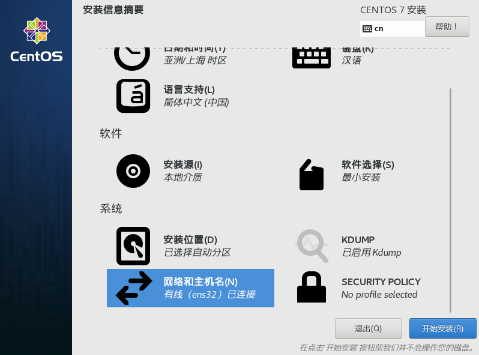 安装信息摘要
CENTOS 7 安装
cn
帮助！
CentOS
日期和时间(T)
亚洲/上海 时区
键盘(K)
汉语
语言支持(L)
简体中文 (中国)
软件
安装源(I)
本地介质
软件选择(S)
最小安装
系统
安装位置(D)
已选择自动分区
KDUMP
已启用 Kdump
网络和主机名(N)
有线（ens32）已连接
SECURITY POLICY
No profile selected
退出(Q)
开始安装(B)
在点击"开始安装"按钮前我们并不会操作您的磁盘。